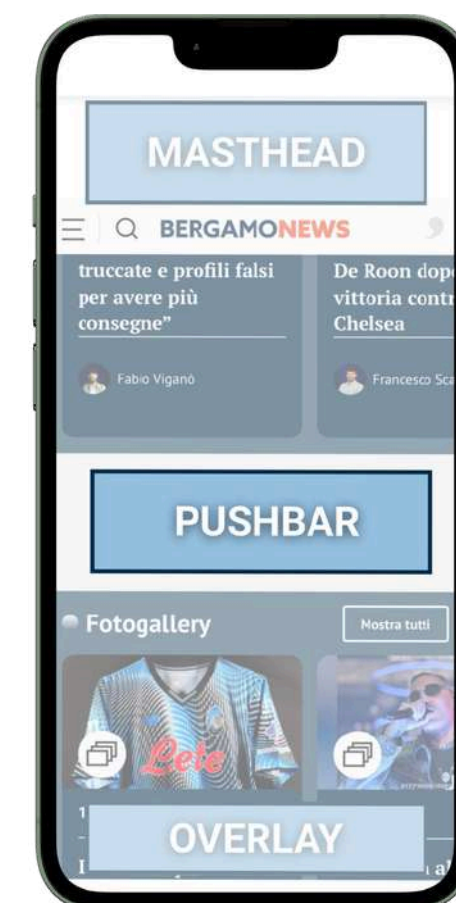 MASTHEAD
BERGAMONEWS
truccate e profili falsi
per avere più
consegne”
Fabio Viganò
De Roon dopo
vittoria contr
Chelsea
Francesco Sca
PUSHBAR
Fotogallery
Mostra tutti
Lete
OVERLAY